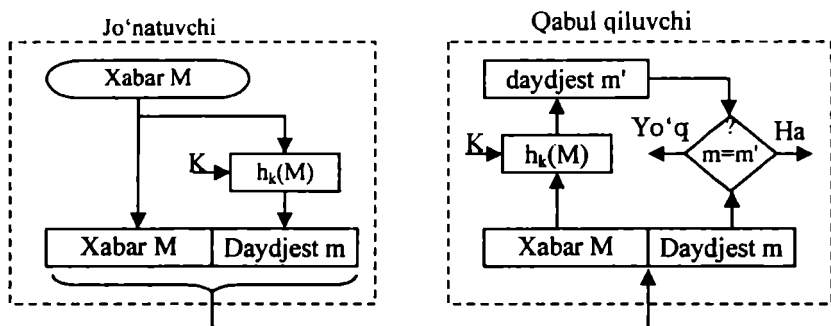 Jo‘natuvchi
Xabar M
K
hₖ(M)
Xabar M
Daydjest m
Qabul qiluvchi
daydjest m'
K
hₖ(M)
Yo‘q
?
m=m'
Ha
Xabar M
Daydjest m